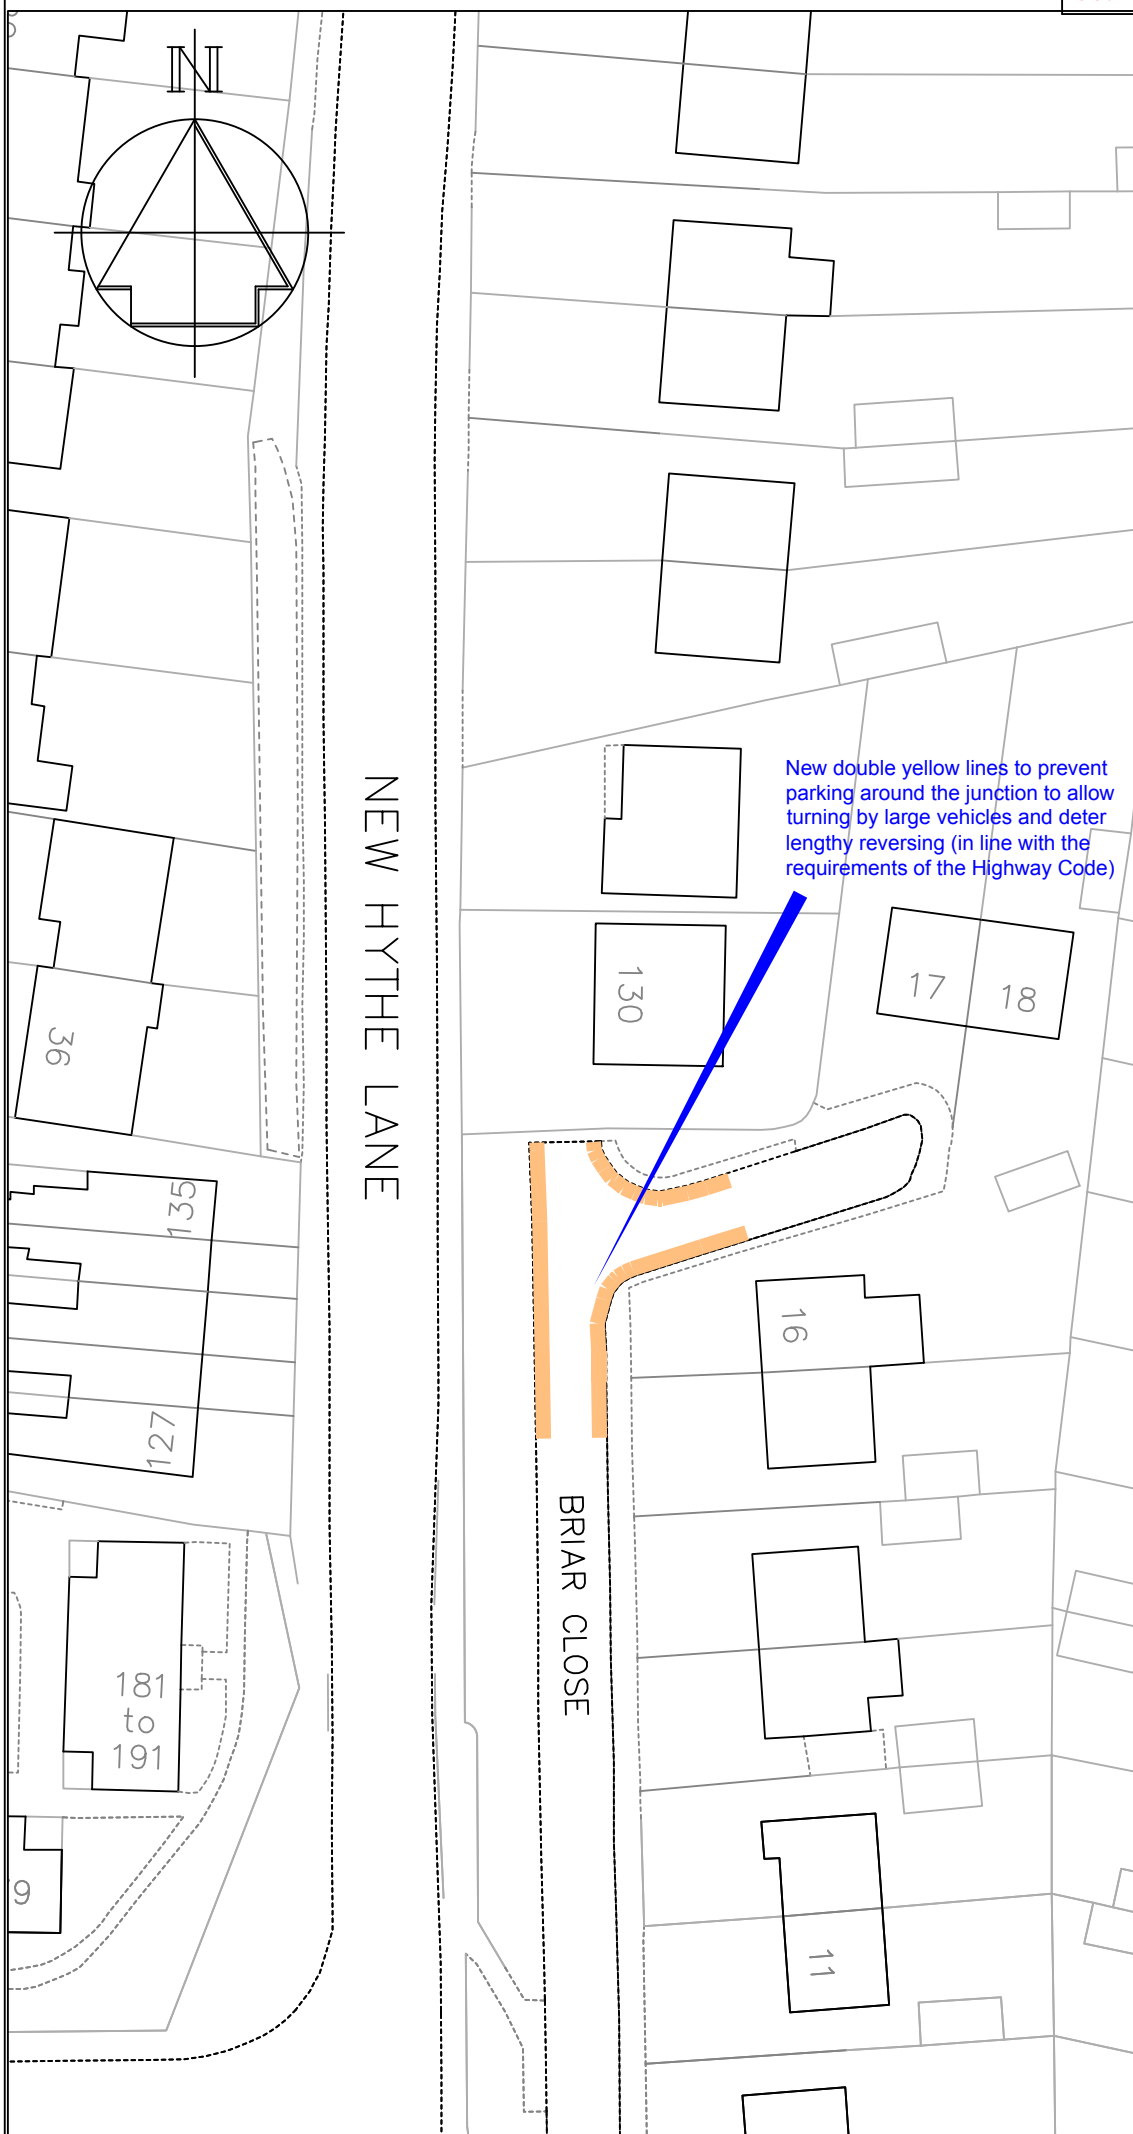 N
New double yellow lines to prevent
parking around the junction to allow
turning by large vehicles and deter
lengthy reversing (in line with the
requirements of the Highway Code)
NEW HYTHE LANE
130
17
18
36
135
16
127
BRIAR CLOSE
181
to
191
9
11